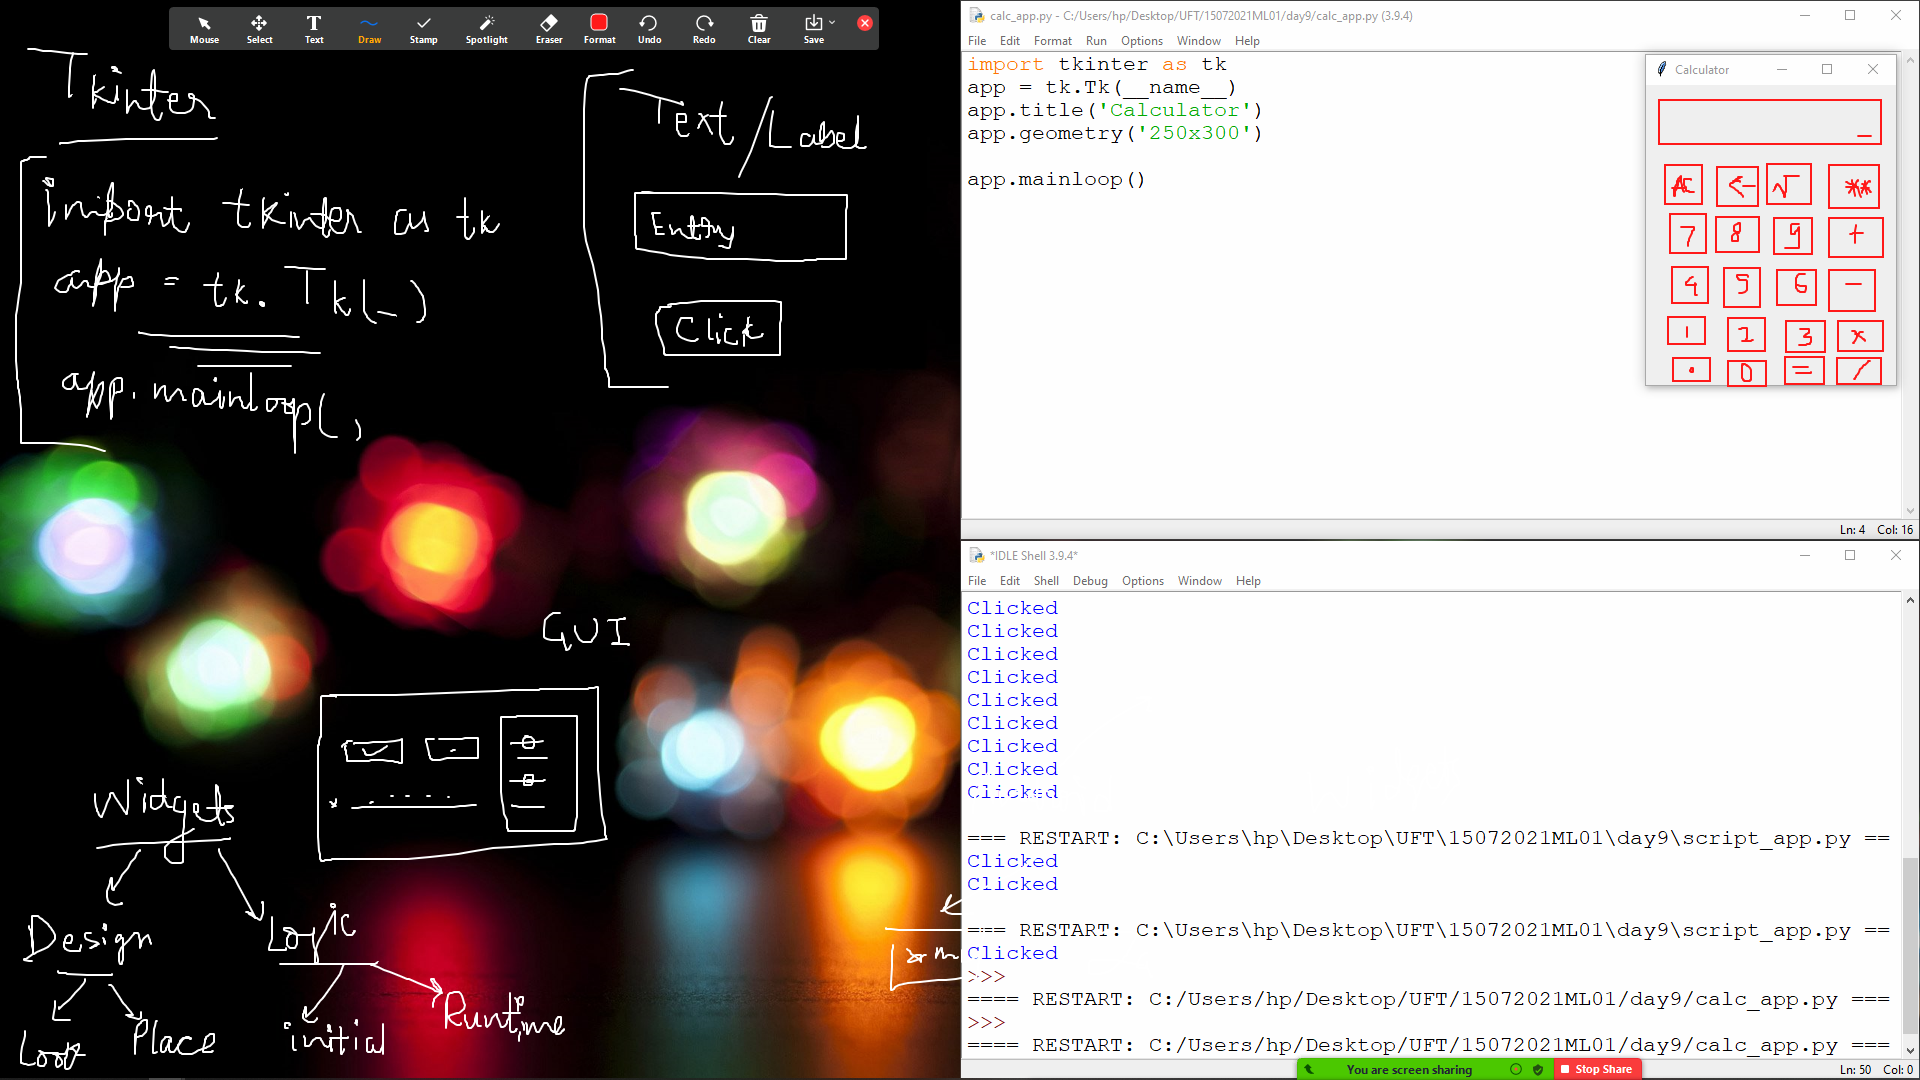 Mouse
Select
Text
Draw
Stamp
Spotlight
Eraser
Format
Undo
Redo
Clear
Save
Tkinter
import tkinter as tk
app = tk.Tk(_)
app.mainloop()
Text/Label
Entry
Click
GUI
Widgets
Design
Logic
Look
Place
initial
Runtime
calc_app.py - C:/Users/hp/Desktop/UFT/15072021ML01/day9/calc_app.py (3.9.4)
File Edit Format Run Options Window Help
import tkinter as tk
app = tk.Tk(__name__)
app.title('Calculator')
app.geometry('250x300')
app.mainloop()
Calculator
_
AC <- √ **
7 8 9 +
4 5 6 -
1 2 3 x
. 0 = /
Ln: 4 Col: 16
*IDLE Shell 3.9.4*
File Edit Shell Debug Options Window Help
Clicked
Clicked
Clicked
Clicked
Clicked
Clicked
Clicked
Clicked
Clicked
=== RESTART: C:\Users\hp\Desktop\UFT\15072021ML01\day9\script_app.py ==
Clicked
Clicked
=== RESTART: C:\Users\hp\Desktop\UFT\15072021ML01\day9\script_app.py ==
Clicked
>>>
==== RESTART: C:/Users/hp/Desktop/UFT/15072021ML01/day9/calc_app.py ===
>>>
==== RESTART: C:/Users/hp/Desktop/UFT/15072021ML01/day9/calc_app.py ===
You are screen sharing
Stop Share
Ln: 50 Col: 0